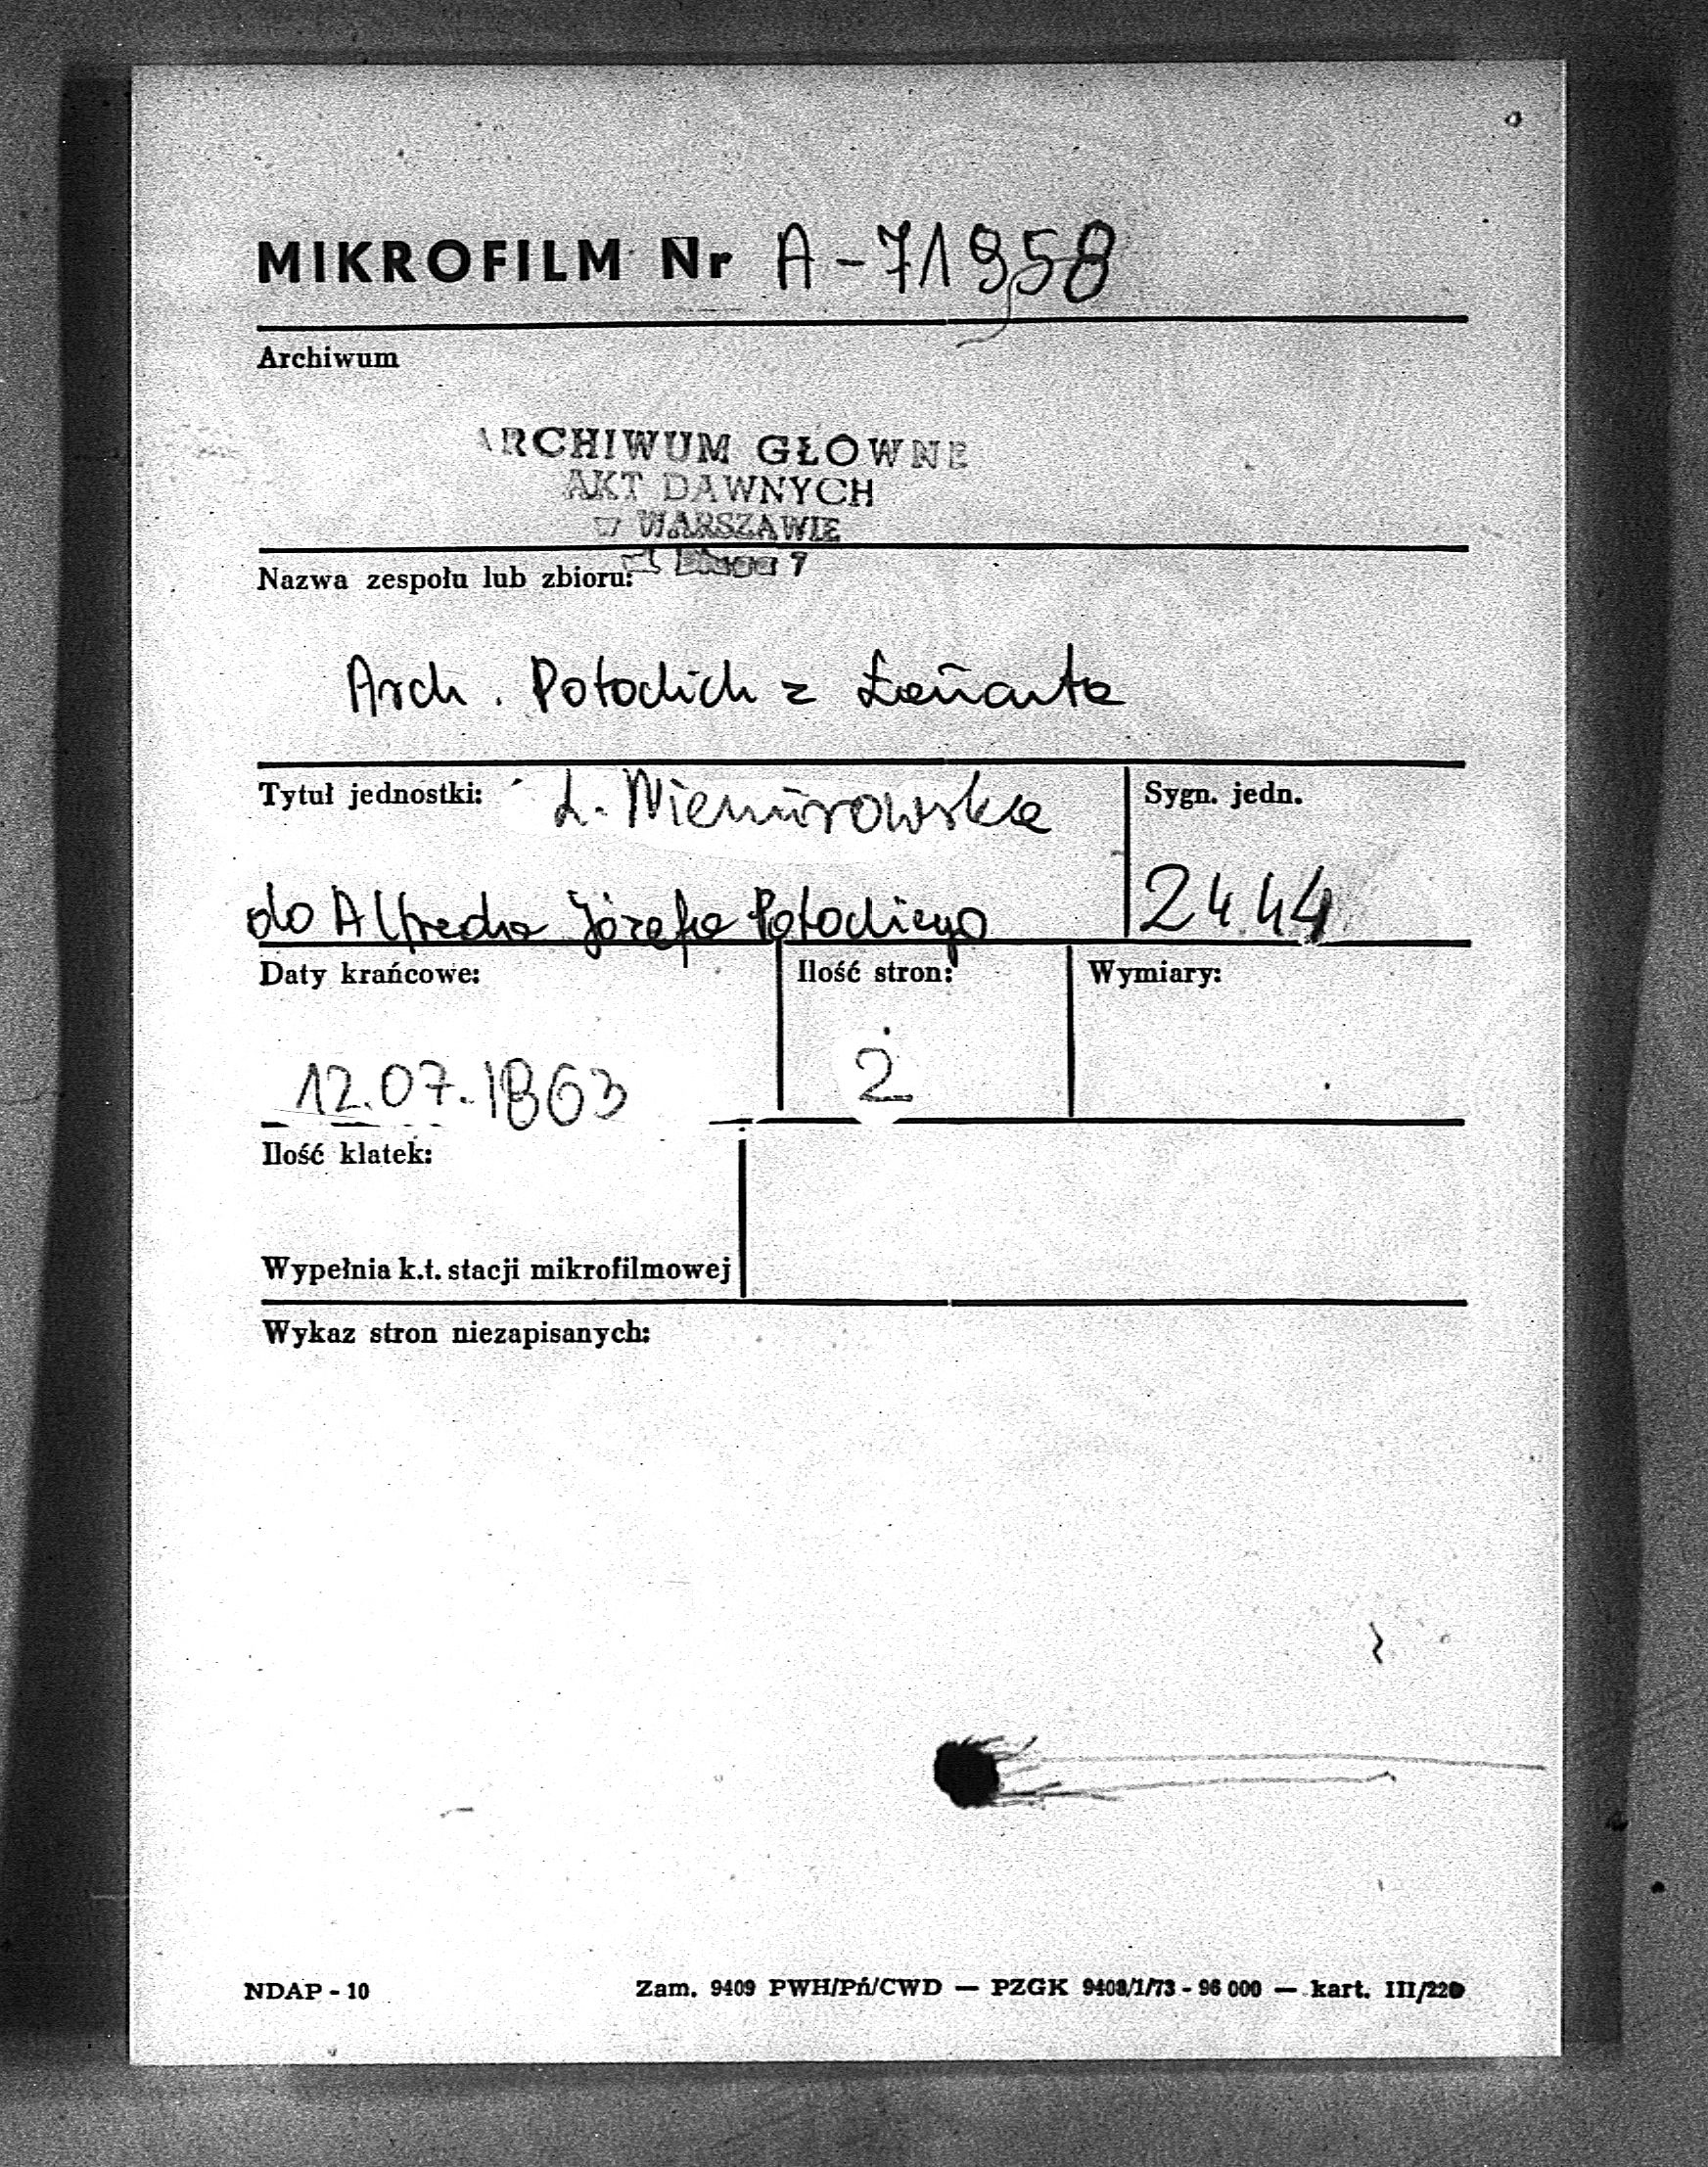 MIKROFILM Nr A-71958
Archiwum
ARCHIWUM GŁÓWNE
AKT DAWNYCH
w WARSZAWIE
ul Długa 7
Nazwa zespołu lub zbioru:
Arch. Potockich z Łańcuta
Tytuł jednostki: L. Niemirowska
Sygn. jedn.
do Alfreda Józefa Potockiego
2444
Daty krańcowe: Ilość stron: Wymiary:
12.07.1863 2
Ilość klatek:
Wypełnia k.t. stacji mikrofilmowej
Wykaz stron niezapisanych:
NDAP - 10 Zam. 9409 PWH/Pń/CWD — PZGK 9408/1/73 - 96 000 — kart. III/220